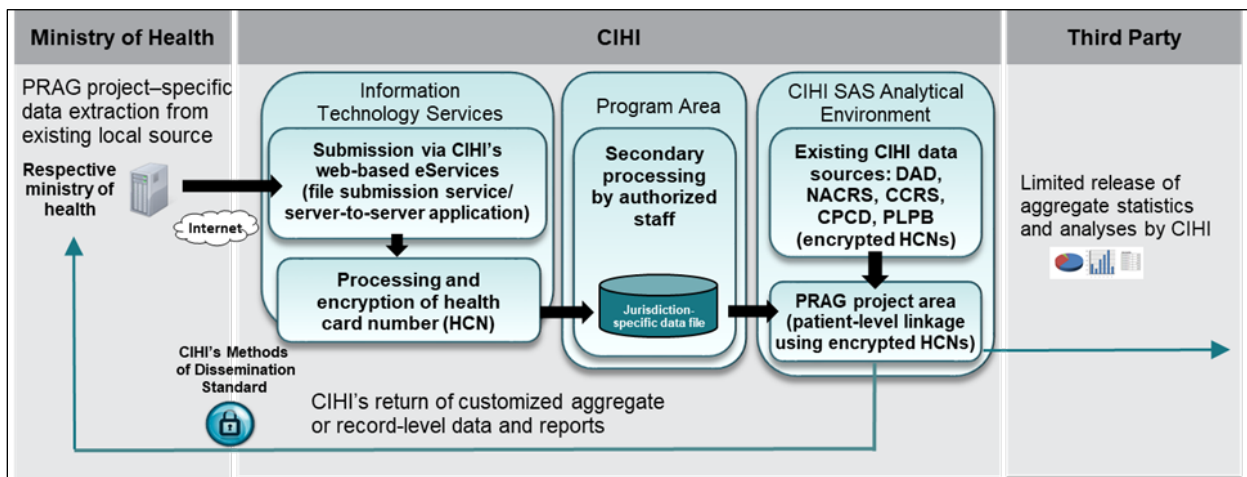 Ministry of Health
CIHI
Third Party
PRAG project–specific
data extraction from
existing local source
Respective
ministry of
health
Internet
Information
Technology Services
Submission via CIHI's
web-based eServices
(file submission service/
server-to-server application)
Processing and
encryption of health
card number (HCN)
Program Area
Secondary
processing
by authorized
staff
Jurisdiction-
specific data file
CIHI SAS Analytical
Environment
Existing CIHI data
sources: DAD,
NACRS, CCRS,
CPCD, PLPB
(encrypted HCNs)
PRAG project area
(patient-level linkage
using encrypted HCNs)
Limited release of
aggregate statistics
and analyses by CIHI
CIHI's Methods
of Dissemination
Standard
CIHI's return of customized aggregate
or record-level data and reports